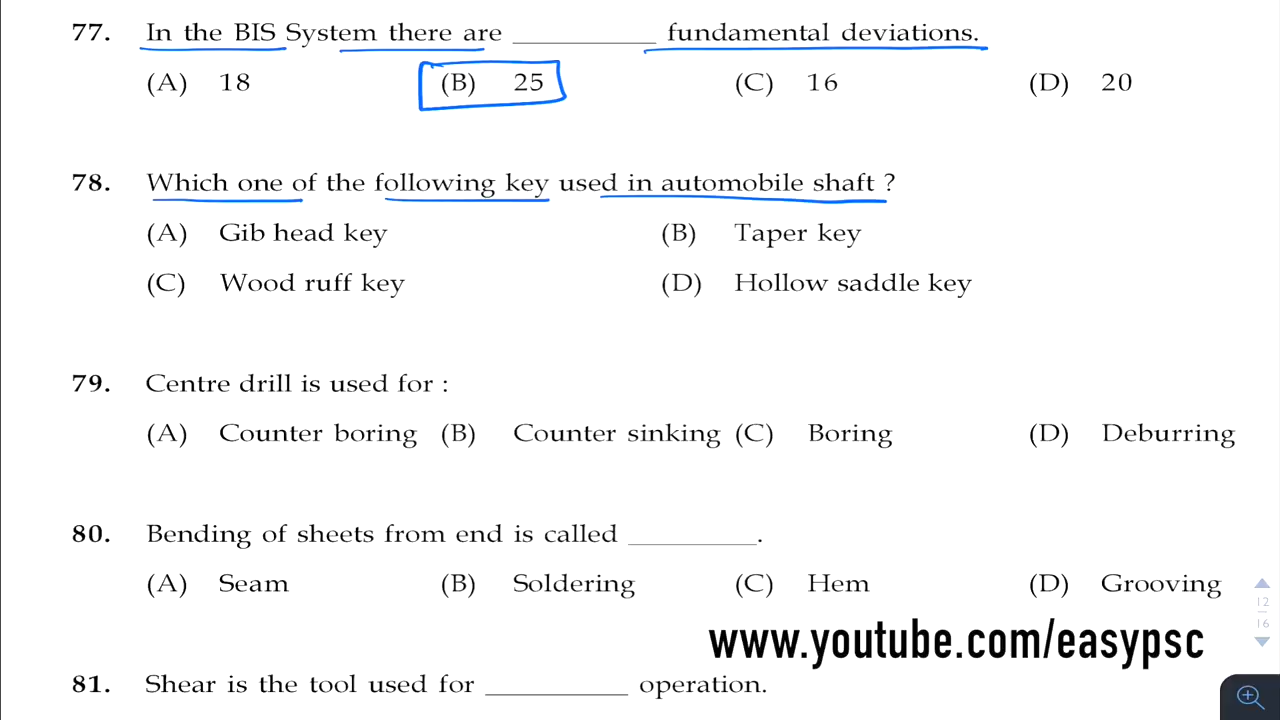 77. In the BIS System there are __________ fundamental deviations.
(A) 18 (B) 25 (C) 16 (D) 20
78. Which one of the following key used in automobile shaft ?
(A) Gib head key (B) Taper key
(C) Wood ruff key (D) Hollow saddle key
79. Centre drill is used for :
(A) Counter boring (B) Counter sinking (C) Boring (D) Deburring
80. Bending of sheets from end is called _________.
(A) Seam (B) Soldering (C) Hem (D) Grooving
12
16
www.youtube.com/easypsc
81. Shear is the tool used for __________ operation.